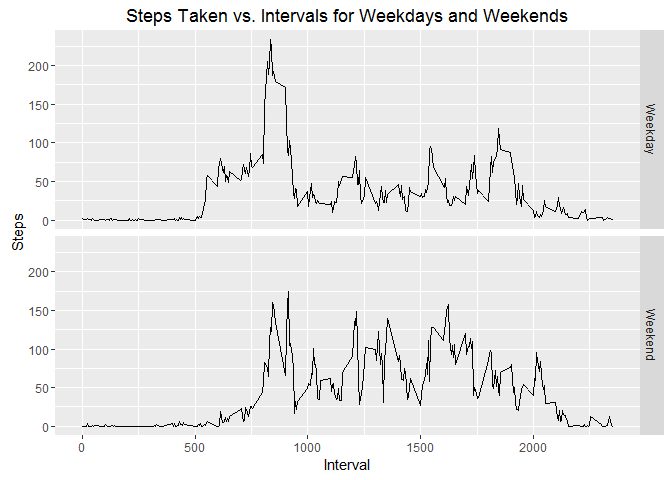 Steps Taken vs. Intervals for Weekdays and Weekends
Steps
200
150
100
50
0
Weekday
200
150
100
50
0
Weekend
0 500 1000 1500 2000
Interval